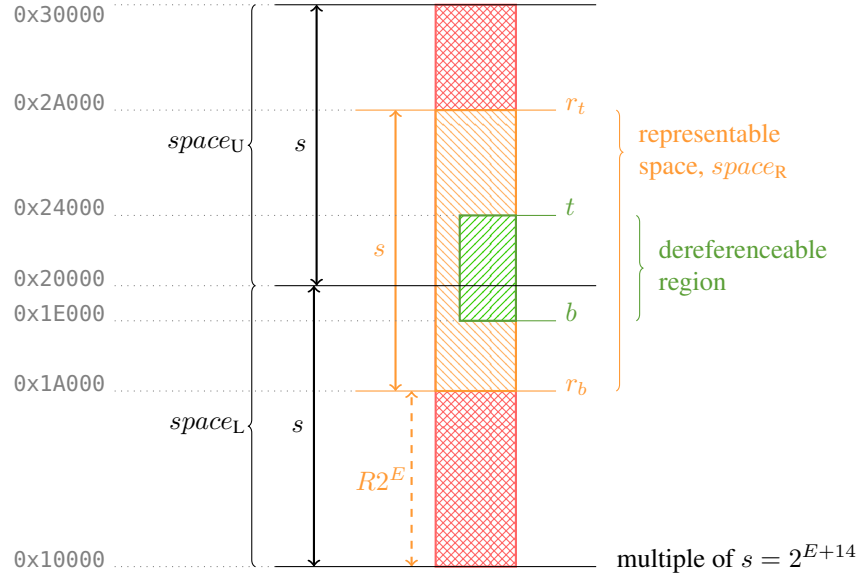 0x30000
0x2A000
r_t
representable
space, space_R
space_U
s
0x24000
t
s
dereferenceable
region
0x20000
0x1E000
b
0x1A000
r_b
space_L
s
R2^E
0x10000
multiple of s = 2^{E+14}